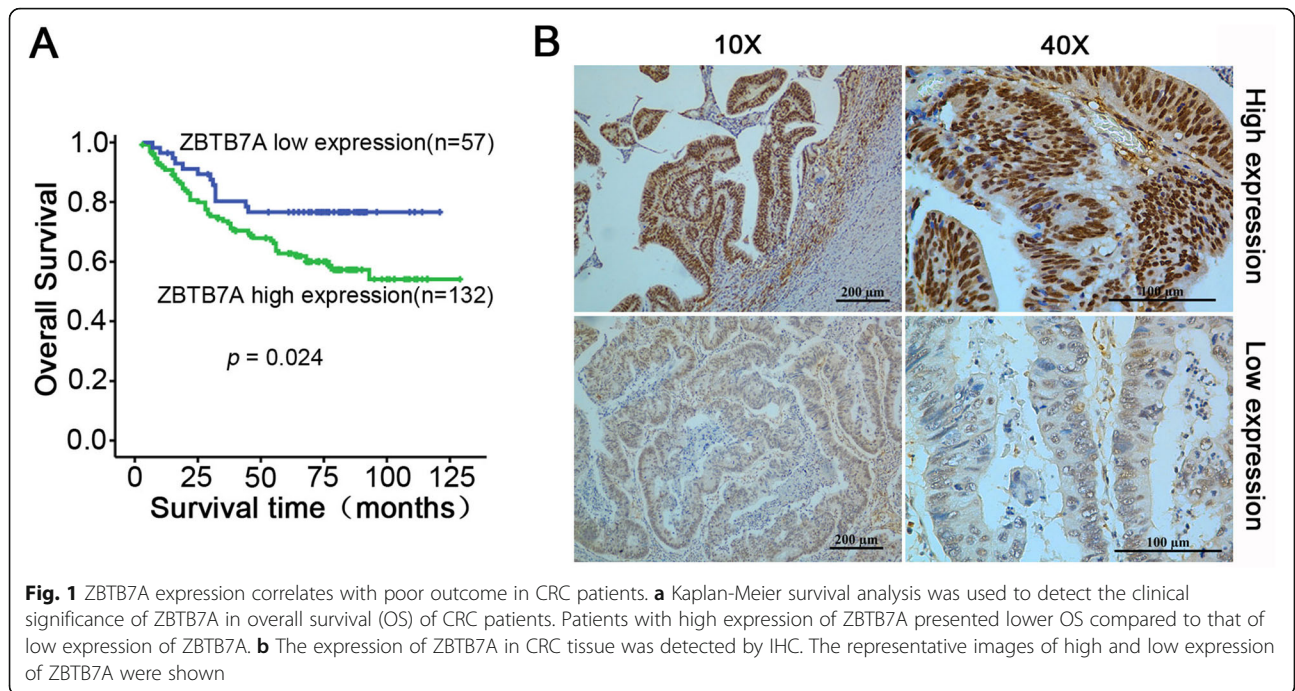 A
1.0
0.8
0.6
0.4
0.2
0.0
Overall Survival
ZBTB7A low expression(n=57)
ZBTB7A high expression(n=132)
p = 0.024
0 25 50 75 100 125
Survival time（months）
B
10X 40X
High expression
200 μm
100 μm
Low expression
200 μm
100 μm
Fig. 1 ZBTB7A expression correlates with poor outcome in CRC patients. a Kaplan-Meier survival analysis was used to detect the clinical
significance of ZBTB7A in overall survival (OS) of CRC patients. Patients with high expression of ZBTB7A presented lower OS compared to that of
low expression of ZBTB7A. b The expression of ZBTB7A in CRC tissue was detected by IHC. The representative images of high and low expression
of ZBTB7A were shown